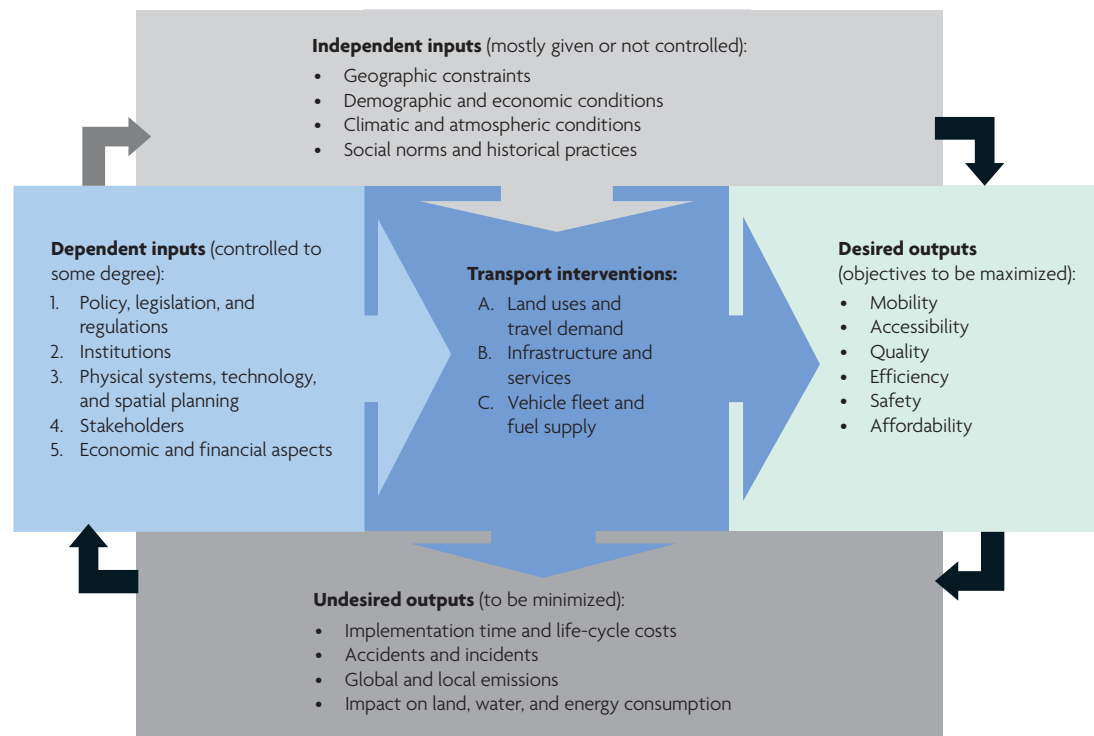 Independent inputs (mostly given or not controlled):
• Geographic constraints
• Demographic and economic conditions
• Climatic and atmospheric conditions
• Social norms and historical practices
Dependent inputs (controlled to
some degree):
1. Policy, legislation, and
regulations
2. Institutions
3. Physical systems, technology,
and spatial planning
4. Stakeholders
5. Economic and financial aspects
Transport interventions:
A. Land uses and
travel demand
B. Infrastructure and
services
C. Vehicle fleet and
fuel supply
Desired outputs
(objectives to be maximized):
• Mobility
• Accessibility
• Quality
• Efficiency
• Safety
• Affordability
Undesired outputs (to be minimized):
• Implementation time and life-cycle costs
• Accidents and incidents
• Global and local emissions
• Impact on land, water, and energy consumption